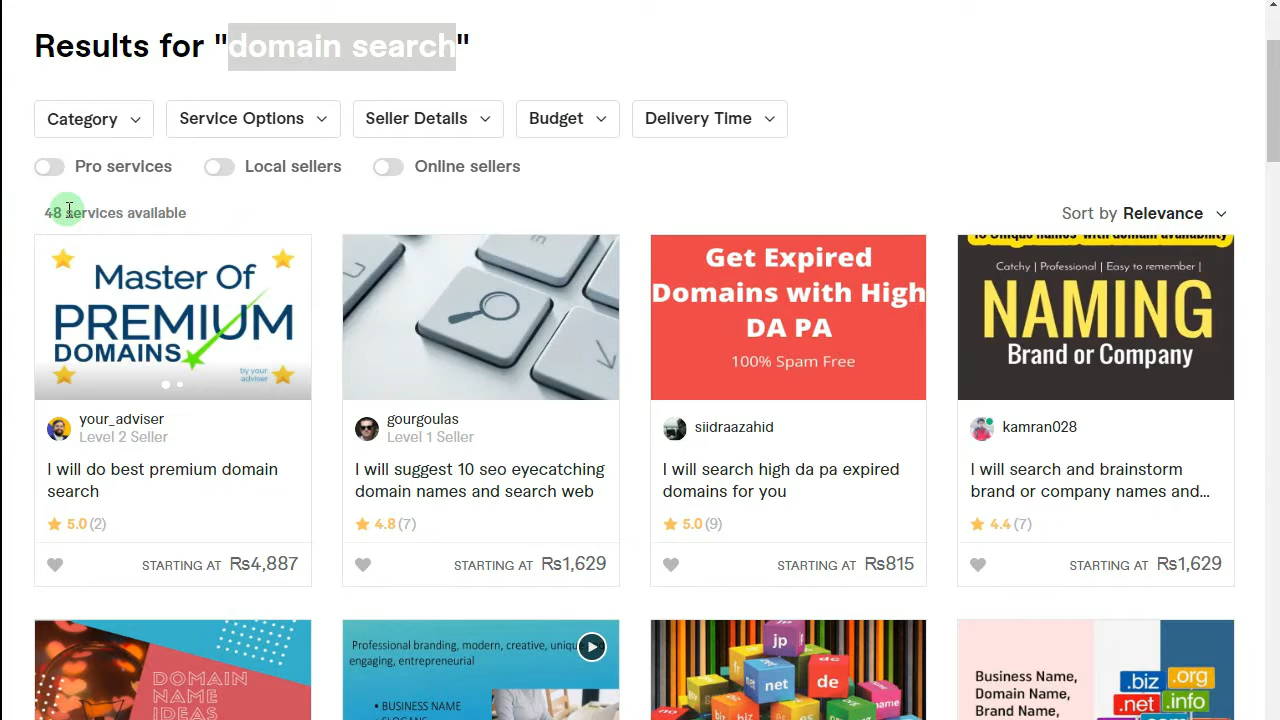 Results for "domain search"
Category
Service Options
Seller Details
Budget
Delivery Time
Pro services
Local sellers
Online sellers
48 services available
Sort by Relevance
Master Of
PREMIUM
DOMAINS
by your
adviser
your_adviser
Level 2 Seller
I will do best premium domain
search
5.0 (2)
STARTING AT Rs4,887
gourgoulas
Level 1 Seller
I will suggest 10 seo eyecatching
domain names and search web
4.8 (7)
STARTING AT Rs1,629
Get Expired
Domains with High
DA PA
100% Spam Free
siidraazahid
I will search high da pa expired
domains for you
5.0 (9)
STARTING AT Rs815
Catchy | Professional | Easy to remember |
NAMING
Brand or Company
kamran028
I will search and brainstorm
brand or company names and...
4.4 (7)
STARTING AT Rs1,629
DOMAIN
NAME
IDEAS
Professional branding, modern, creative, unique
engaging, entrepreneurial
• BUSINESS NAME
jp
net
de
Business Name,
Domain Name,
Brand Name,
.biz
.org
.net
.info